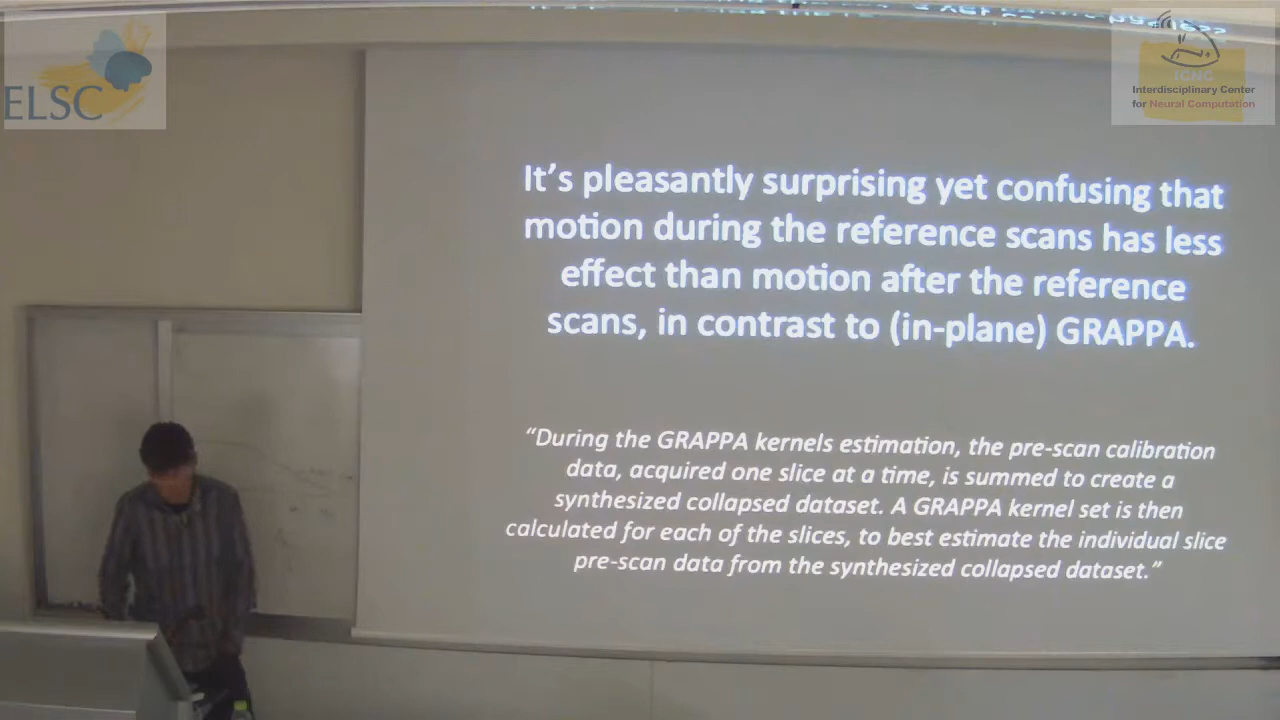 ELSC
ICNC
Interdisciplinary Center
for Neural Computation
It's pleasantly surprising yet confusing that
motion during the reference scans has less
effect than motion after the reference
scans, in contrast to (in-plane) GRAPPA.
“During the GRAPPA kernels estimation, the pre-scan calibration
data, acquired one slice at a time, is summed to create a
synthesized collapsed dataset. A GRAPPA kernel set is then
calculated for each of the slices, to best estimate the individual slice
pre-scan data from the synthesized collapsed dataset.”